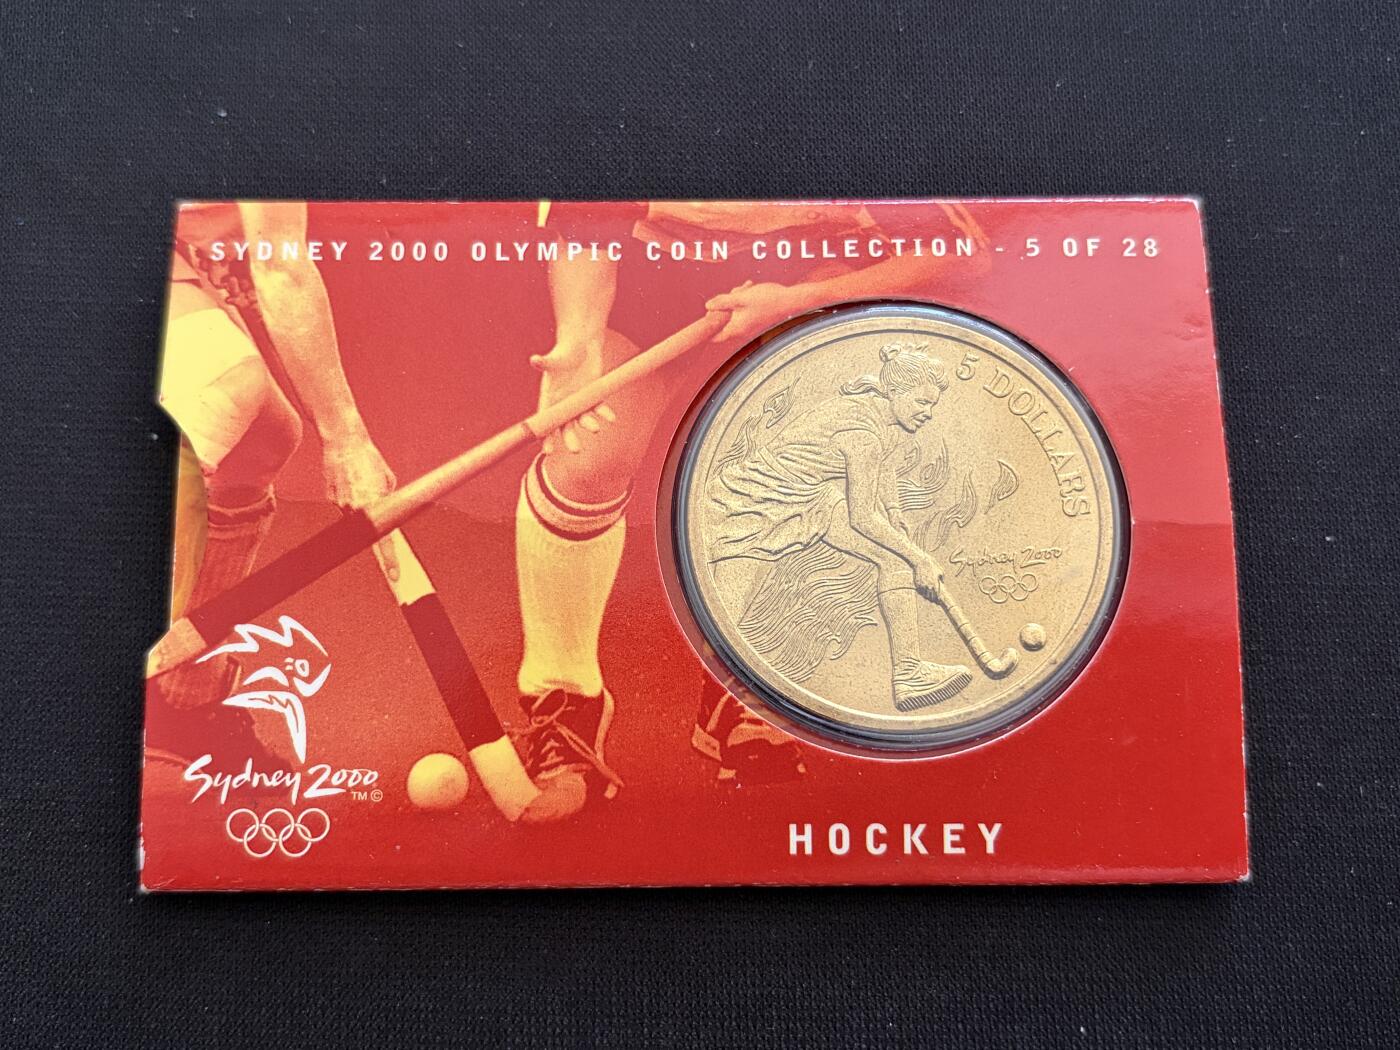 SYDNEY 2000 OLYMPIC COIN COLLECTION - 5 OF 28
5 DOLLARS
Sydney 2000
Sydney 2000
TM ©
HOCKEY